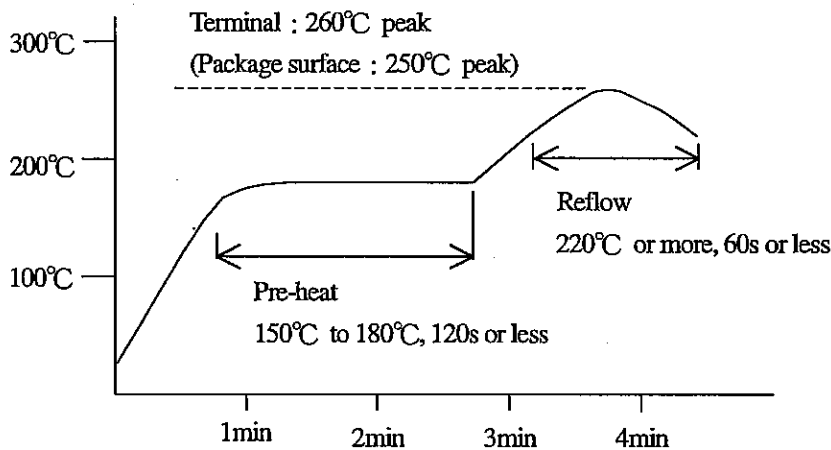 Terminal : 260℃ peak
(Package surface : 250℃ peak)
300℃
200℃
100℃
Reflow
220℃ or more, 60s or less
Pre-heat
150℃ to 180℃, 120s or less
1min
2min
3min
4min